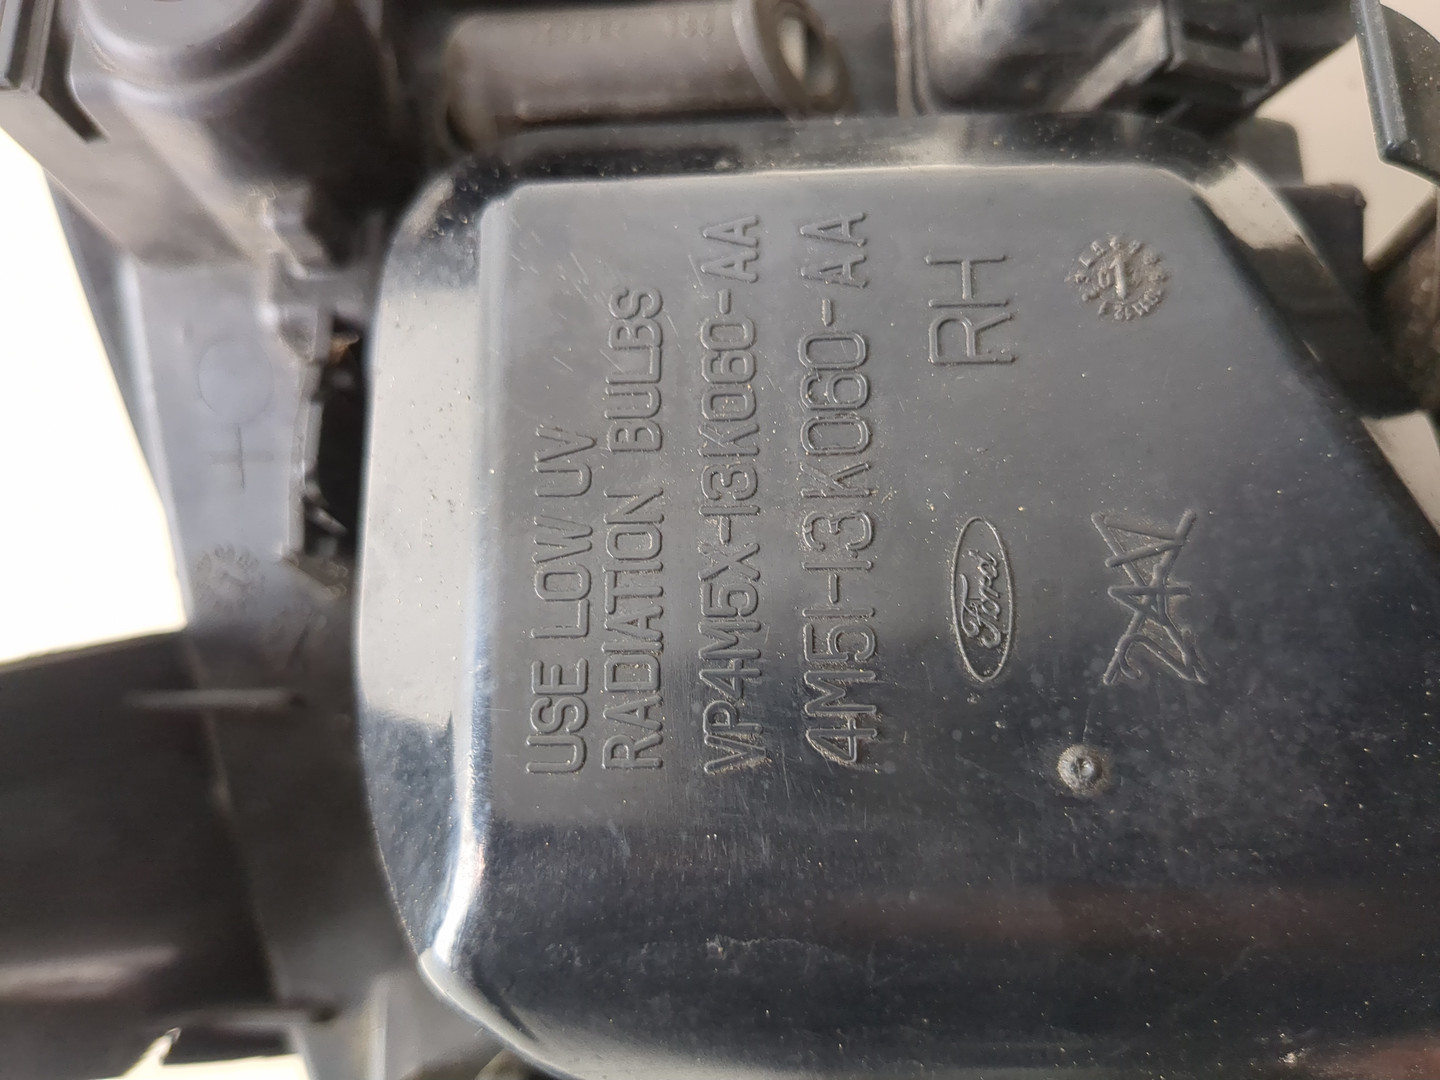 USE LOW UV
RADIATION BULBS
VP4M5X-13K060-AA
4M51-13K060-AA
Ford
RH